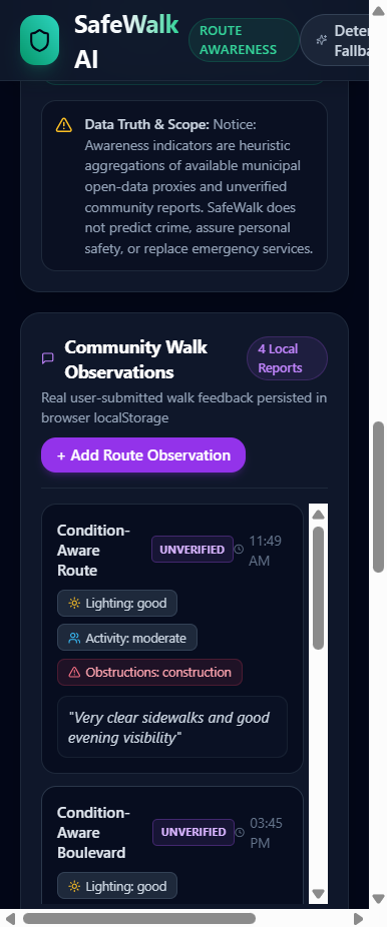 SafeWalk
AI
ROUTE
AWARENESS
Deter
Fallba
Data Truth & Scope: Notice:
Awareness indicators are heuristic
aggregations of available municipal
open-data proxies and unverified
community reports. SafeWalk does
not predict crime, assure personal
safety, or replace emergency services.
Community Walk
Observations
4 Local
Reports
Real user-submitted walk feedback persisted in
browser localStorage
+ Add Route Observation
Condition-
Aware
Route
UNVERIFIED
11:49
AM
Lighting: good
Activity: moderate
Obstructions: construction
"Very clear sidewalks and good
evening visibility"
Condition-
Aware
Boulevard
UNVERIFIED
03:45
PM
Lighting: good